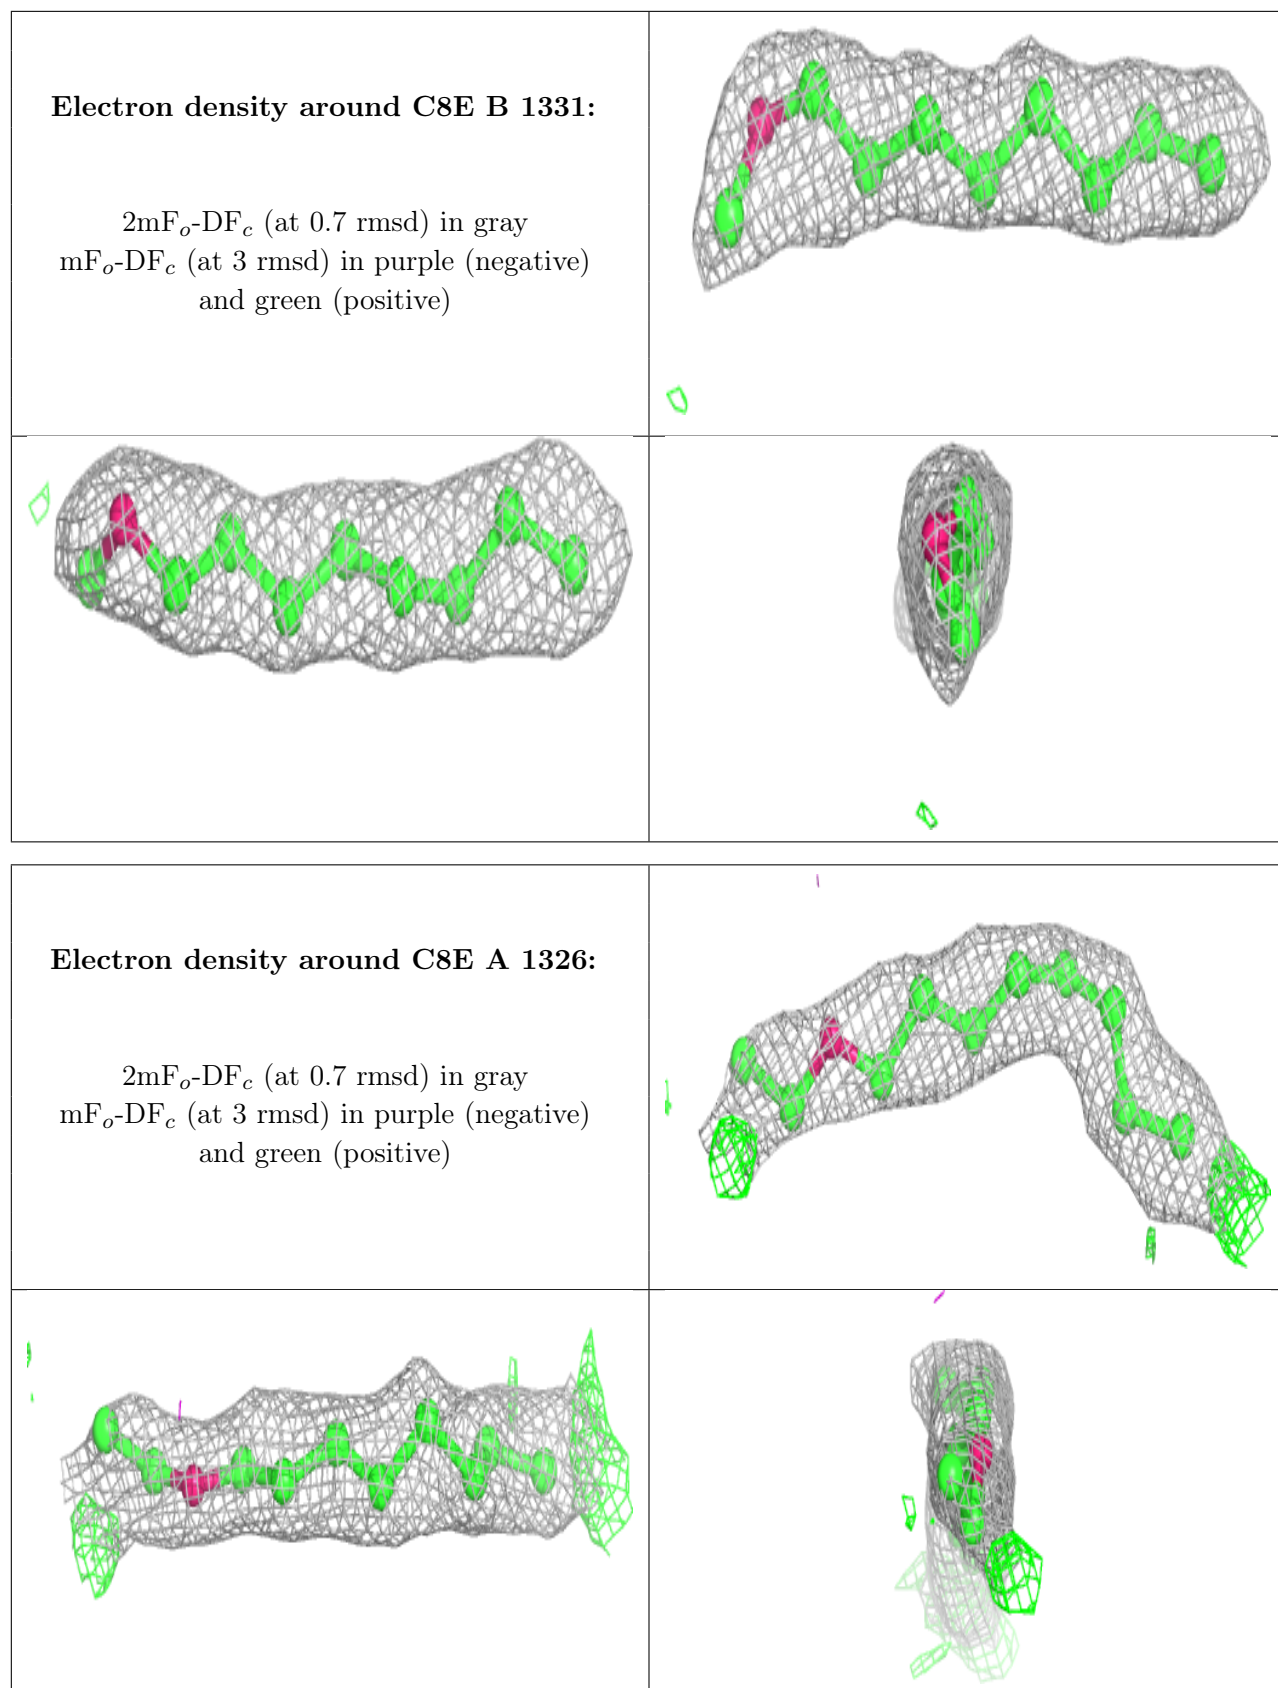 Electron density around C8E B 1331:
2mFo-DFc (at 0.7 rmsd) in gray
mFo-DFc (at 3 rmsd) in purple (negative)
and green (positive)
Electron density around C8E A 1326:
2mFo-DFc (at 0.7 rmsd) in gray
mFo-DFc (at 3 rmsd) in purple (negative)
and green (positive)